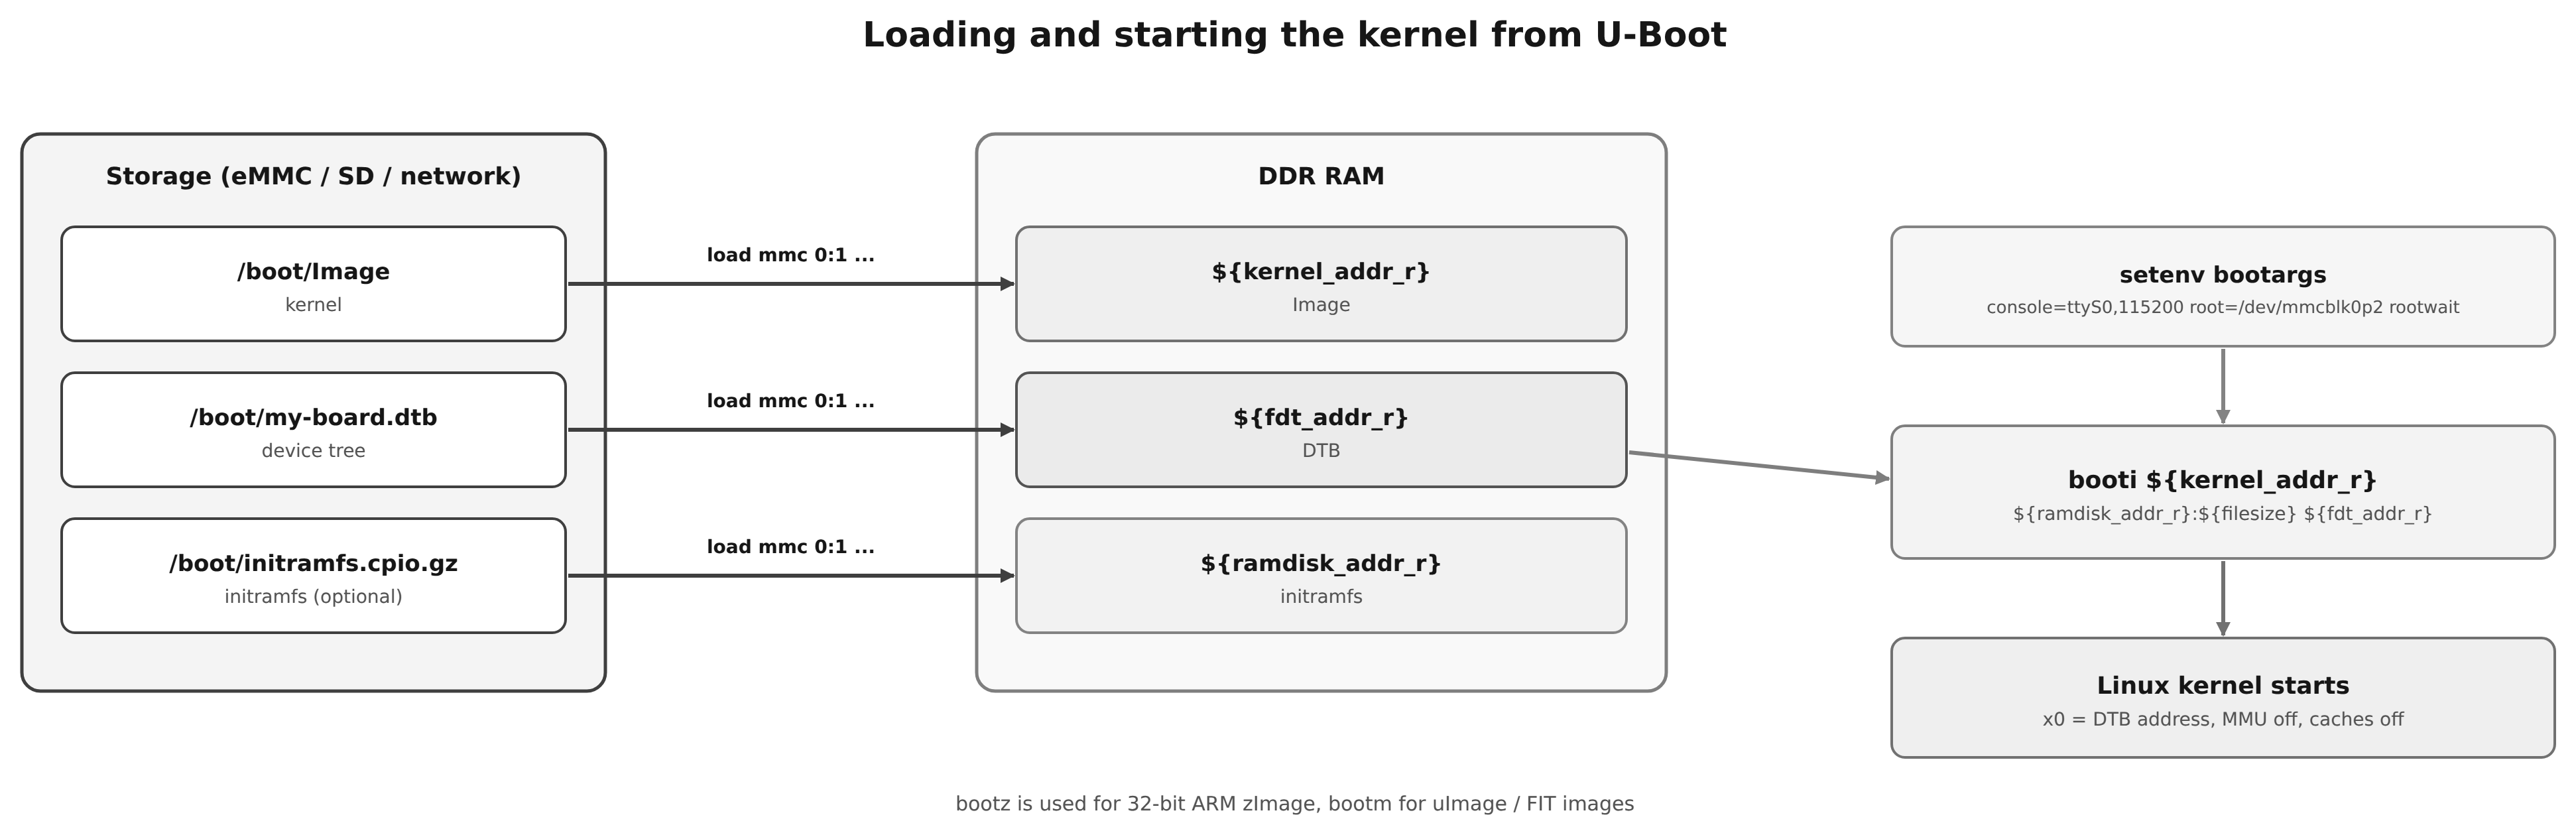 Loading and starting the kernel from U-Boot
Storage (eMMC / SD / network)
/boot/Image
kernel
/boot/my-board.dtb
device tree
/boot/initramfs.cpio.gz
initramfs (optional)
load mmc 0:1 ...
load mmc 0:1 ...
load mmc 0:1 ...
DDR RAM
${kernel_addr_r}
Image
${fdt_addr_r}
DTB
${ramdisk_addr_r}
initramfs
setenv bootargs
console=ttyS0,115200 root=/dev/mmcblk0p2 rootwait
booti ${kernel_addr_r}
${ramdisk_addr_r}:${filesize} ${fdt_addr_r}
Linux kernel starts
x0 = DTB address, MMU off, caches off
bootz is used for 32-bit ARM zImage, bootm for uImage / FIT images